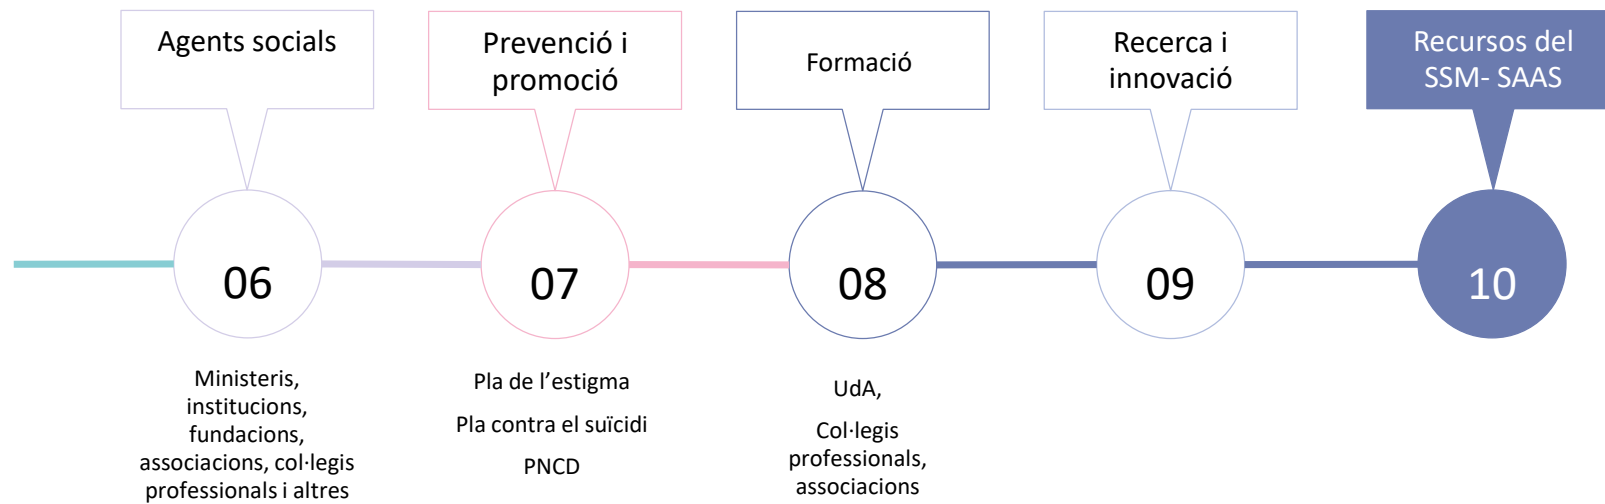 Agents socials
Prevenció i
promoció
Formació
Recerca i
innovació
Recursos del
SSM- SAAS
06
07
08
09
10
Ministeris,
institucions,
fundacions,
associacions, col·legis
professionals i altres
Pla de l’estigma
Pla contra el suïcidi
PNCD
UdA,
Col·legis
professionals,
associacions